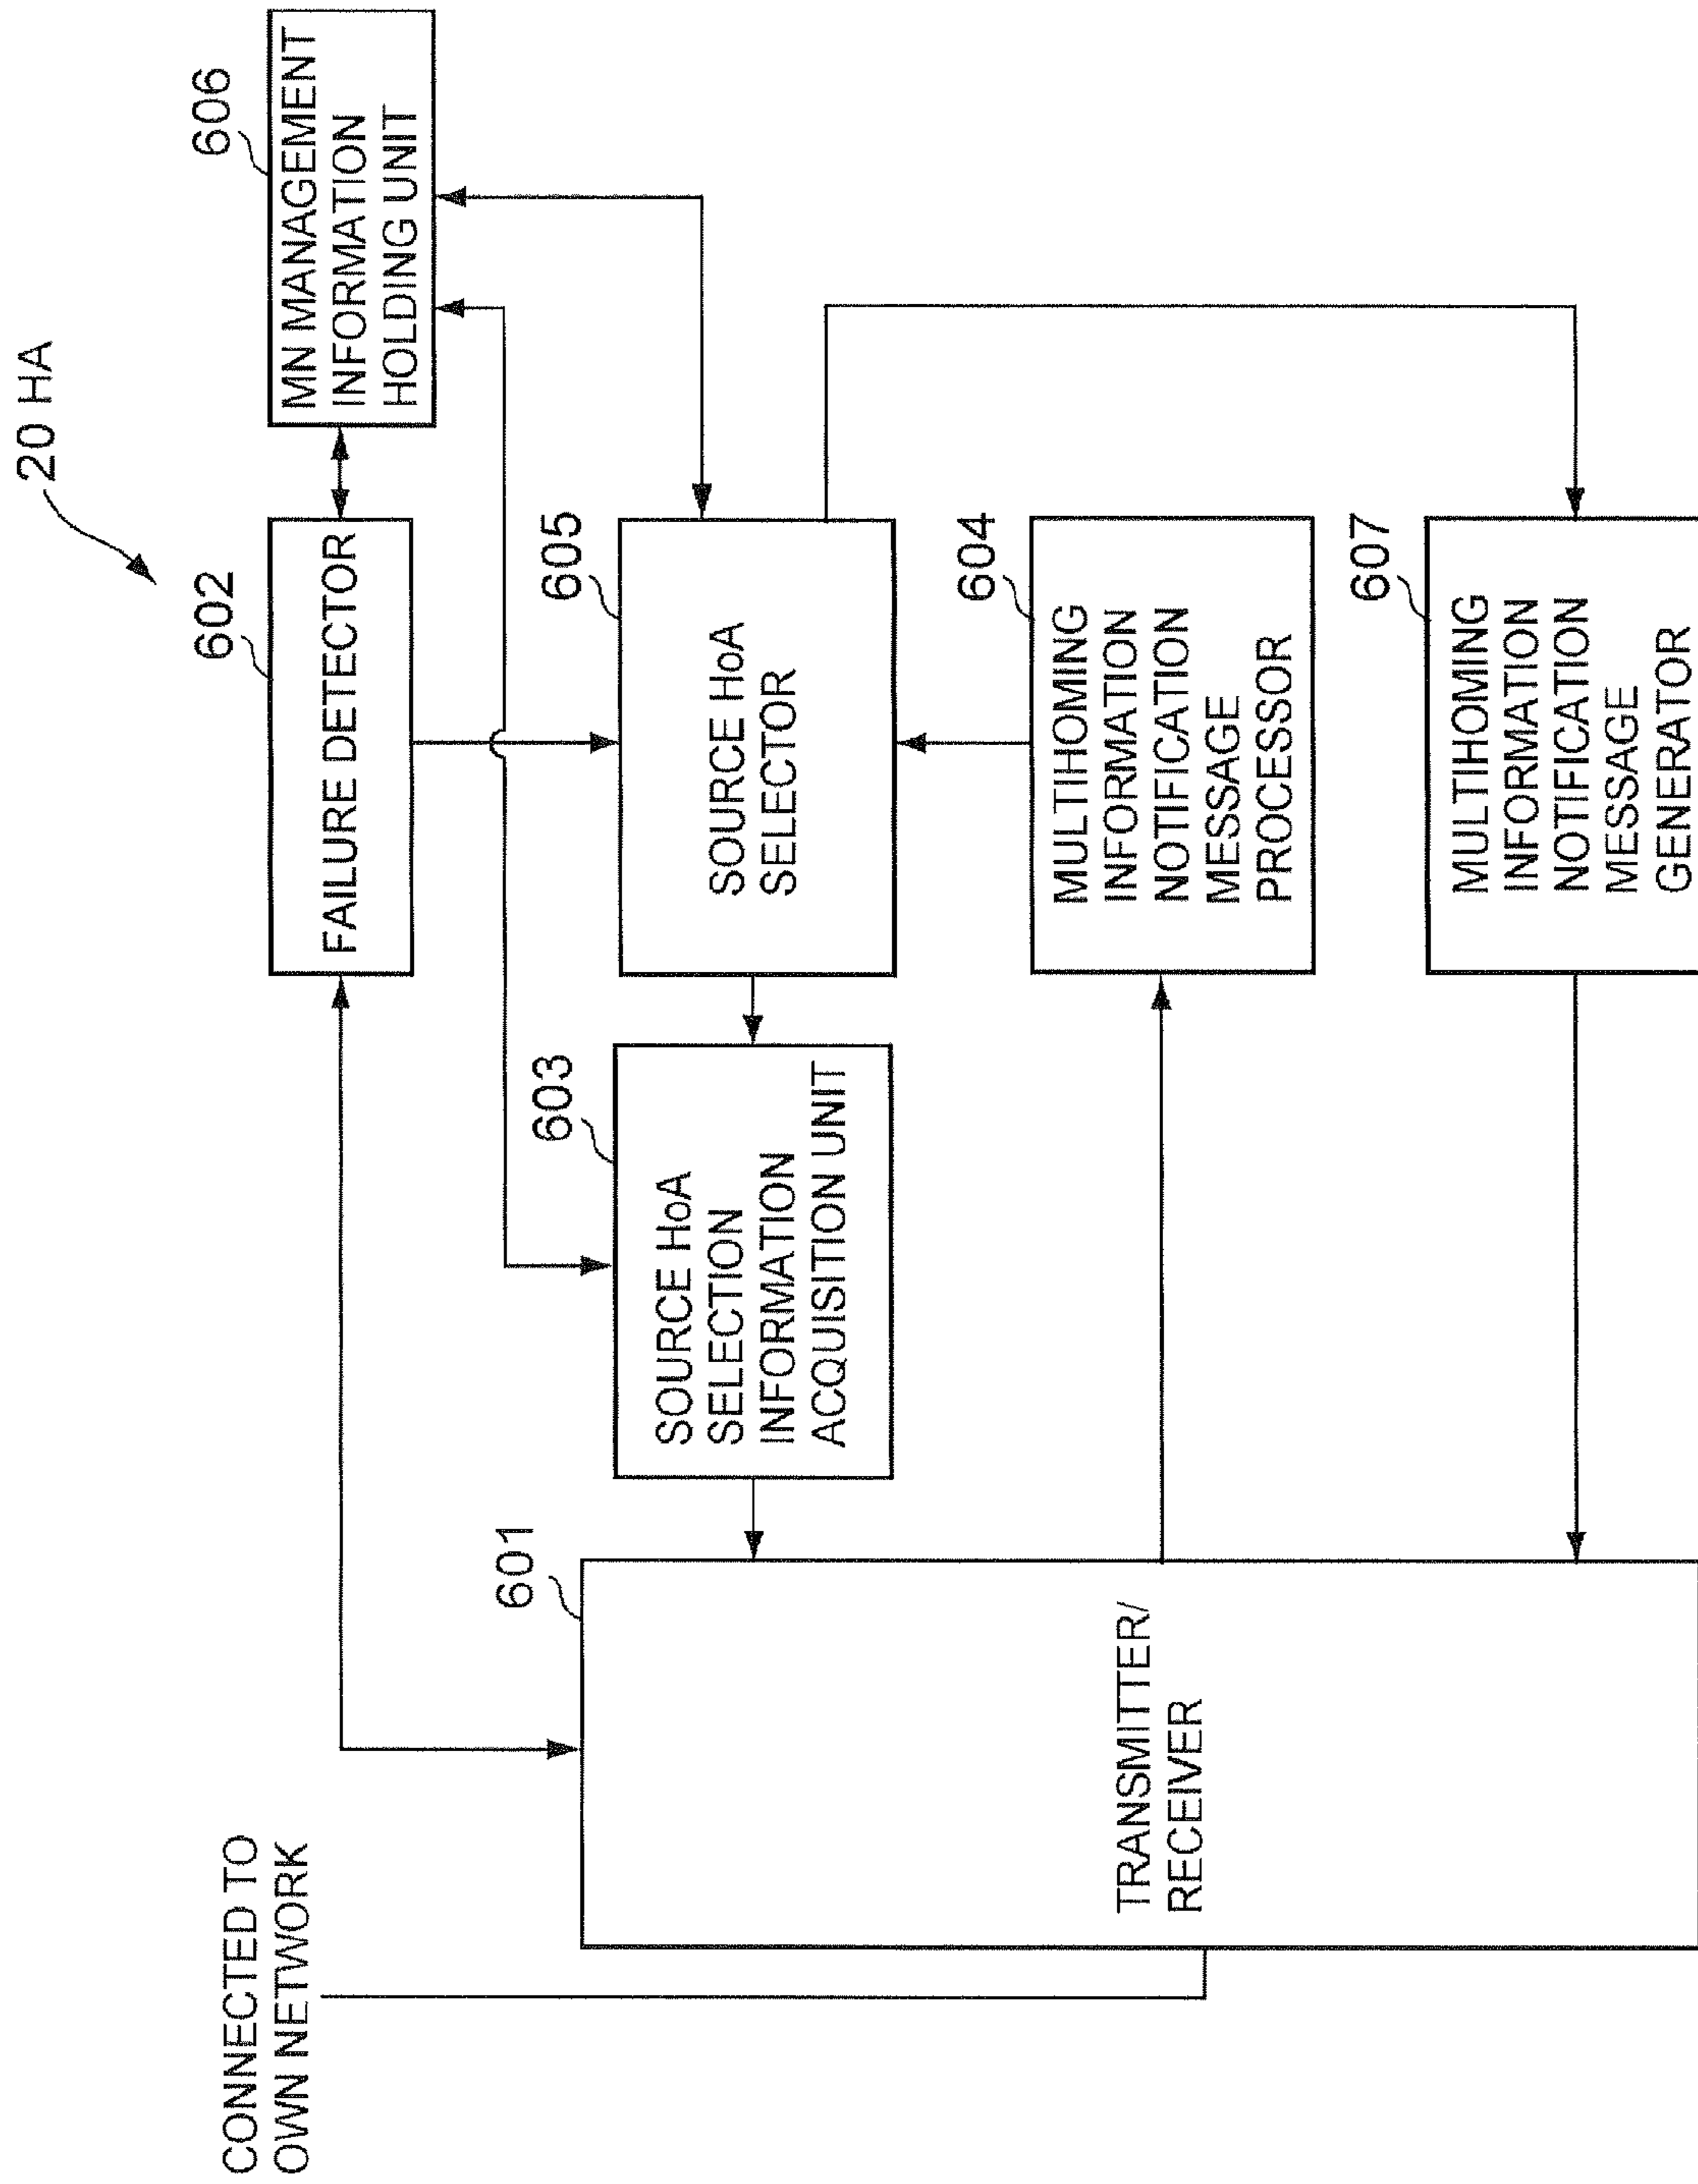 20 HA
CONNECTED TO
OWN NETWORK
601
TRANSMITTER/
RECEIVER
602
FAILURE DETECTOR
606
MN MANAGEMENT
INFORMATION
HOLDING UNIT
603
SOURCE HoA
SELECTION
INFORMATION
ACQUISITION UNIT
605
SOURCE HoA
SELECTOR
604
MULTIHOMING
INFORMATION
NOTIFICATION
MESSAGE
PROCESSOR
607
MULTIHOMING
INFORMATION
NOTIFICATION
MESSAGE
GENERATOR